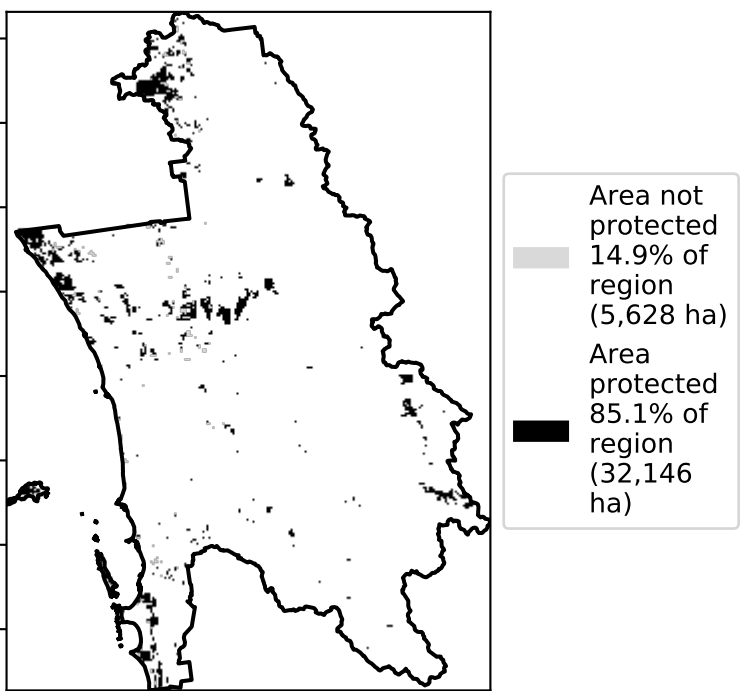 Area not
protected
14.9% of
region
(5,628 ha)
Area
protected
85.1% of
region
(32,146
ha)